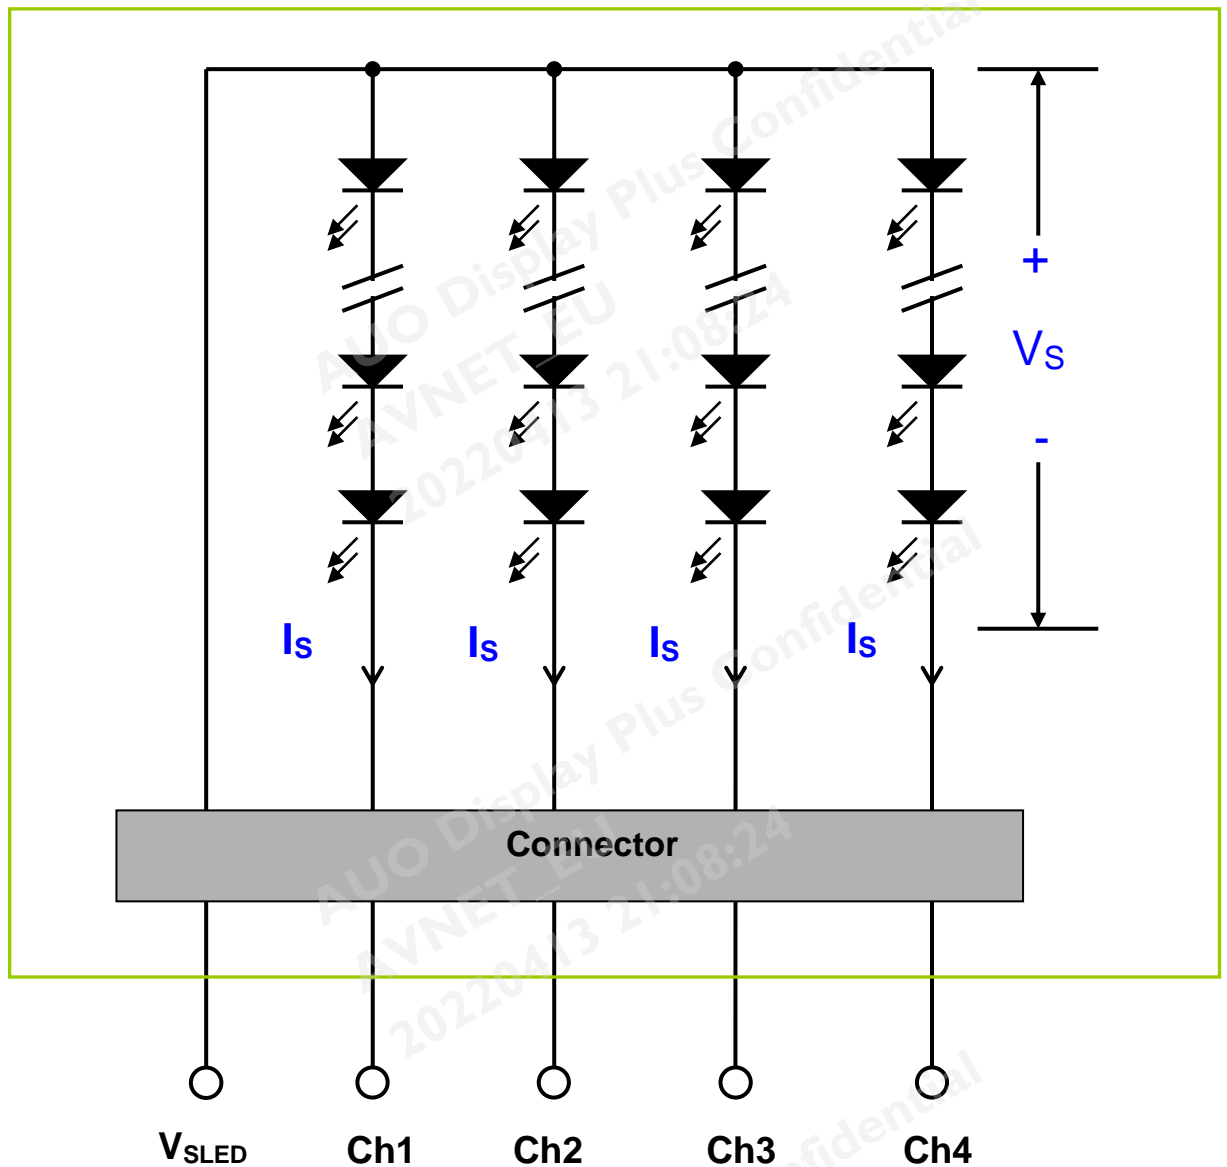 AUO Display Plus Confidential
AVNET_EU
20220413 21:08:24
+
VS
-
IS
IS
IS
IS
AUO Display Plus Confidential
AVNET_EU
20220413 21:08:24
Connector
VSLED
Ch1
Ch2
Ch3
Ch4
Confidential